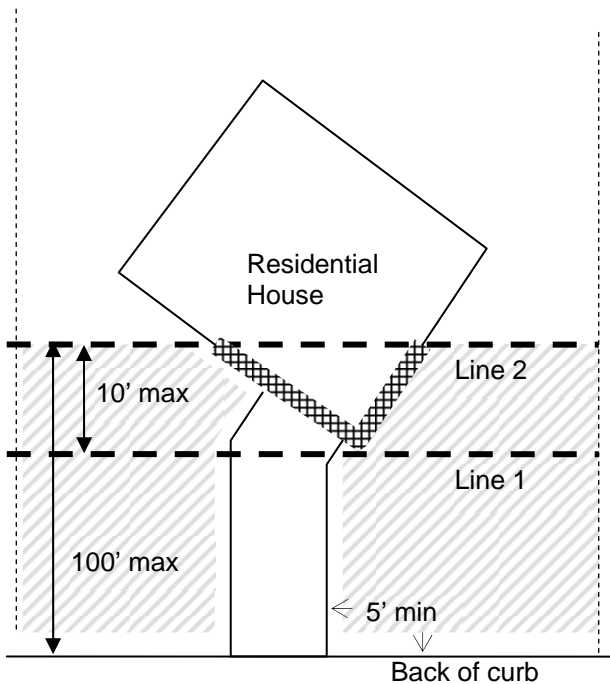 Residential
House
Line 2
10’ max
Line 1
100’ max
5’ min
Back of curb